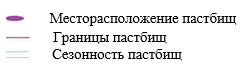 Месторасположение пастбищ
Границы пастбищ
Сезонность пастбищ